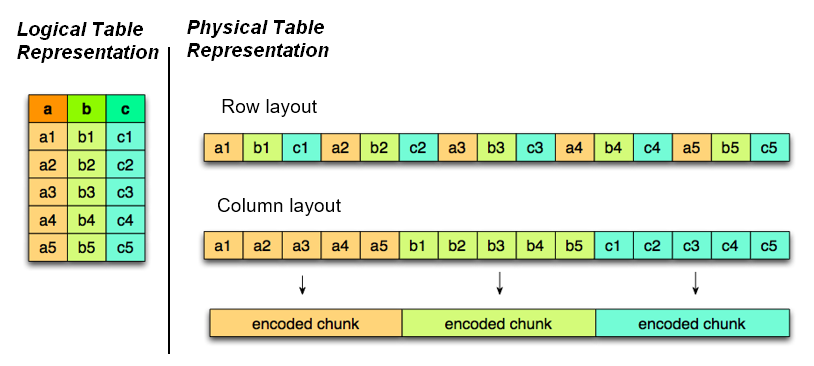 Logical Table
Representation
Physical Table
Representation
a b c
a1 b1 c1
a2 b2 c2
a3 b3 c3
a4 b4 c4
a5 b5 c5
Row layout
a1 b1 c1 a2 b2 c2 a3 b3 c3 a4 b4 c4 a5 b5 c5
Column layout
a1 a2 a3 a4 a5 b1 b2 b3 b4 b5 c1 c2 c3 c4 c5
encoded chunk encoded chunk encoded chunk